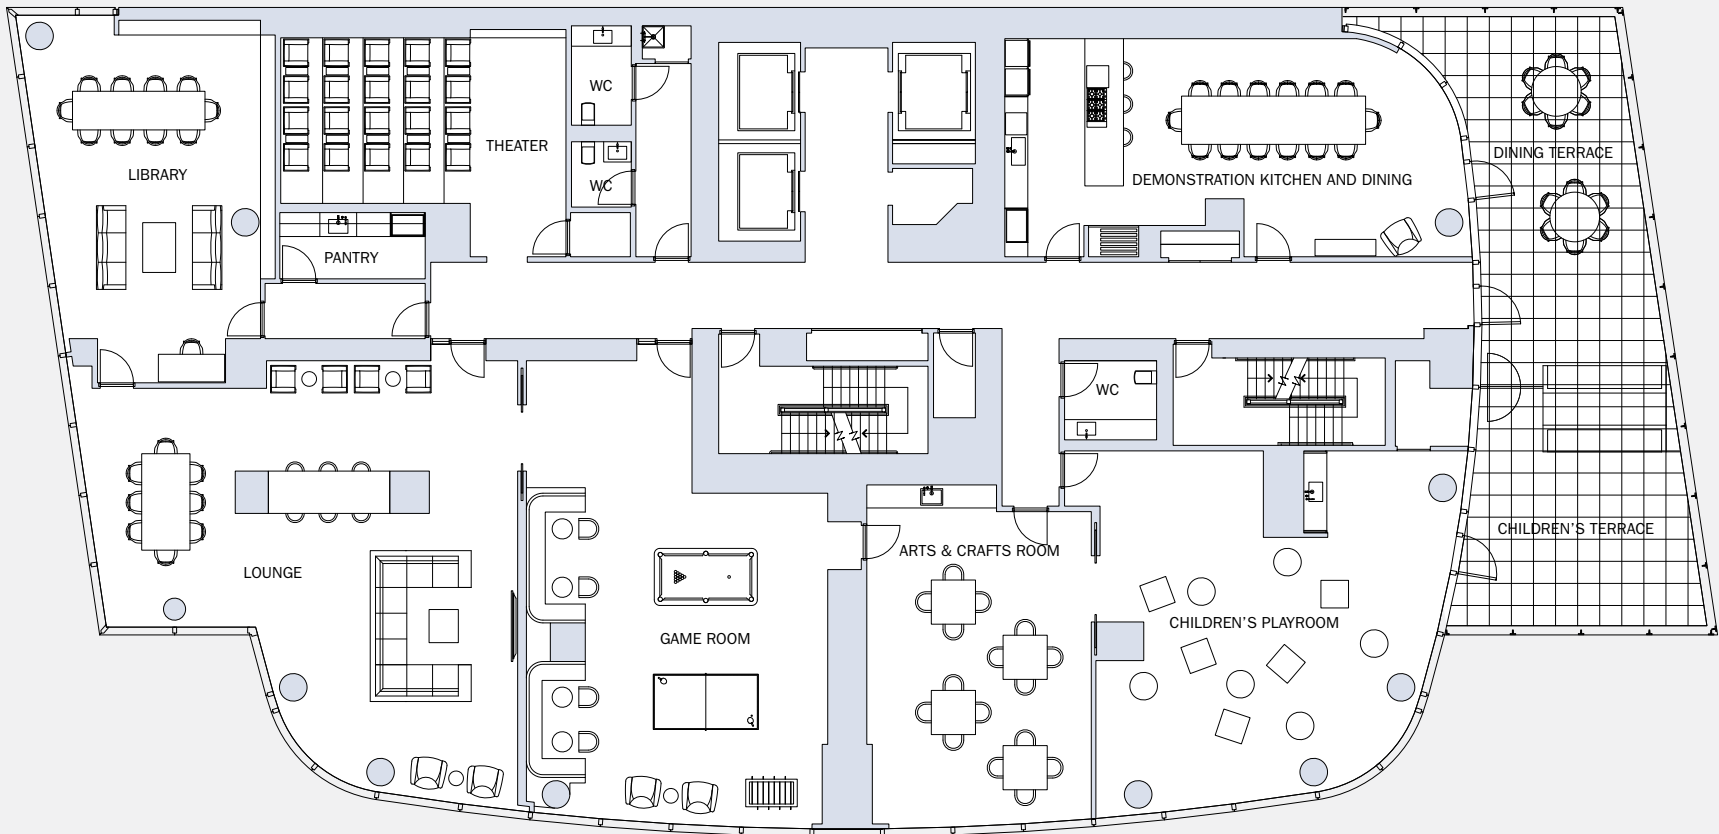 WC
THEATER
DINING TERRACE
LIBRARY
WC
DEMONSTRATION KITCHEN AND DINING
PANTRY
WC
CHILDREN'S TERRACE
ARTS & CRAFTS ROOM
LOUNGE
CHILDREN'S PLAYROOM
GAME ROOM